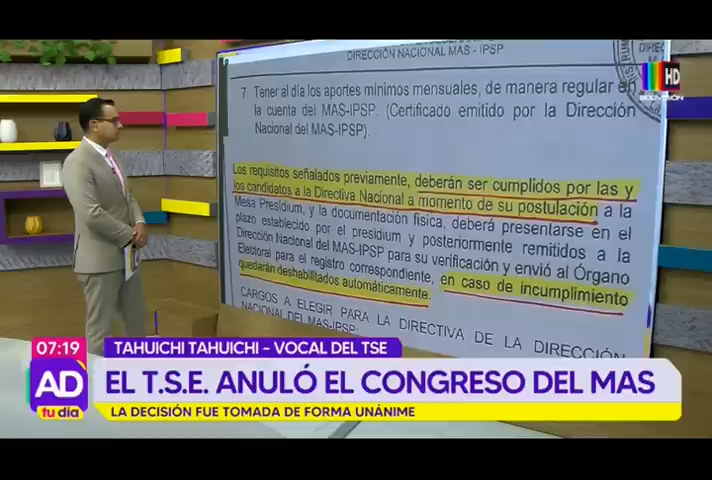 DIRECCIÓN NACIONAL MAS - IPSP
7 Tener al día los aportes mínimos mensuales, de manera regular en
la cuenta del MAS-IPSP. (Certificado emitido por la Dirección
Nacional del MAS-IPSP).
Los requisitos señalados previamente, deberán ser cumplidos por las y
los candidatos a la Directiva Nacional a momento de su postulación a la
Mesa Presídium, y la documentación física, deberá presentarse en el
plazo establecido por el presidium y posteriormente remitidos a la
Dirección Nacional del MAS-IPSP para su verificación y envió al Órgano
Electoral para el registro correspondiente, en caso de incumplimiento
quedarán deshabilitados automáticamente.
CARGOS A ELEGIR PARA LA DIRECTIVA DE LA DIRECCIÓN
NACIONAL DEL MAS-IPSP:
HD
BOLIVISIÓN
07:19
TAHUICHI TAHUICHI – VOCAL DEL TSE
AD
tu día
EL T.S.E. ANULÓ EL CONGRESO DEL MAS
LA DECISIÓN FUE TOMADA DE FORMA UNÁNIME